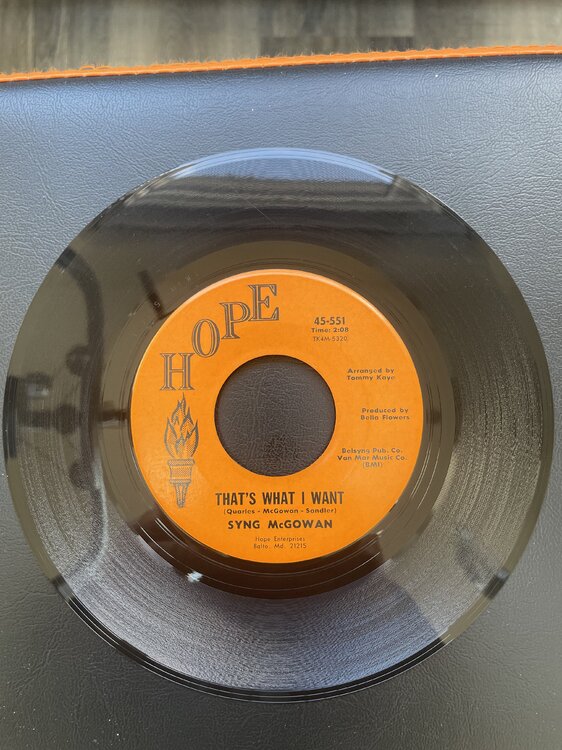 HOPE
45-551
Time: 2:08
TK4M-5320
Arranged by
Tommy Kaye
Produced by
Bella Flowers
Belsyng Pub. Co.
Van Mar Music Co.
(BMI)
THAT'S WHAT I WANT
(Quarles - McGowan - Sandler)
SYNG McGOWAN
Hope Enterprises
Balto. Md. 21215